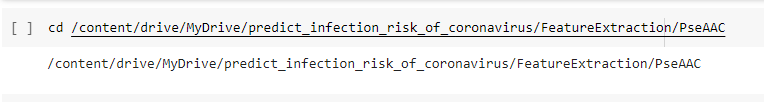 [ ] cd /content/drive/MyDrive/predict_infection_risk_of_coronavirus/FeatureExtraction/PseAAC
/content/drive/MyDrive/predict_infection_risk_of_coronavirus/FeatureExtraction/PseAAC